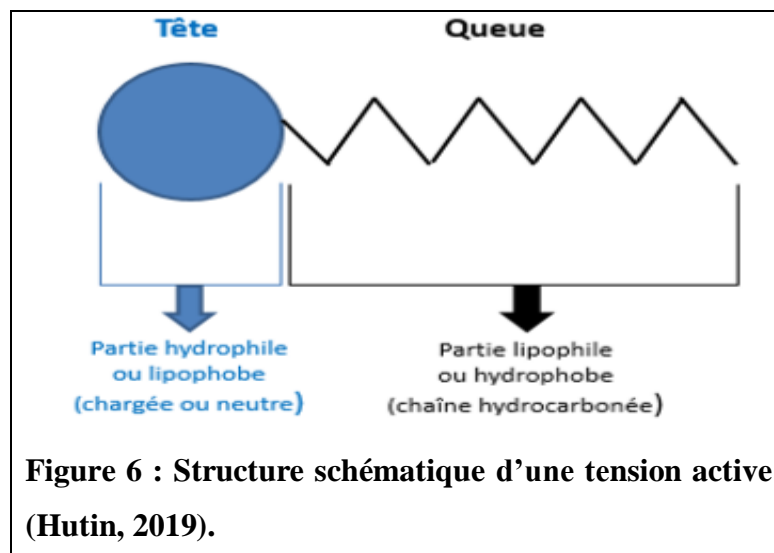 Tête Queue
Partie hydrophile
ou lipophobe
(chargée ou neutre)
Partie lipophile
ou hydrophobe
(chaîne hydrocarbonée)
Figure 6 : Structure schématique d’une tension active
(Hutin, 2019).